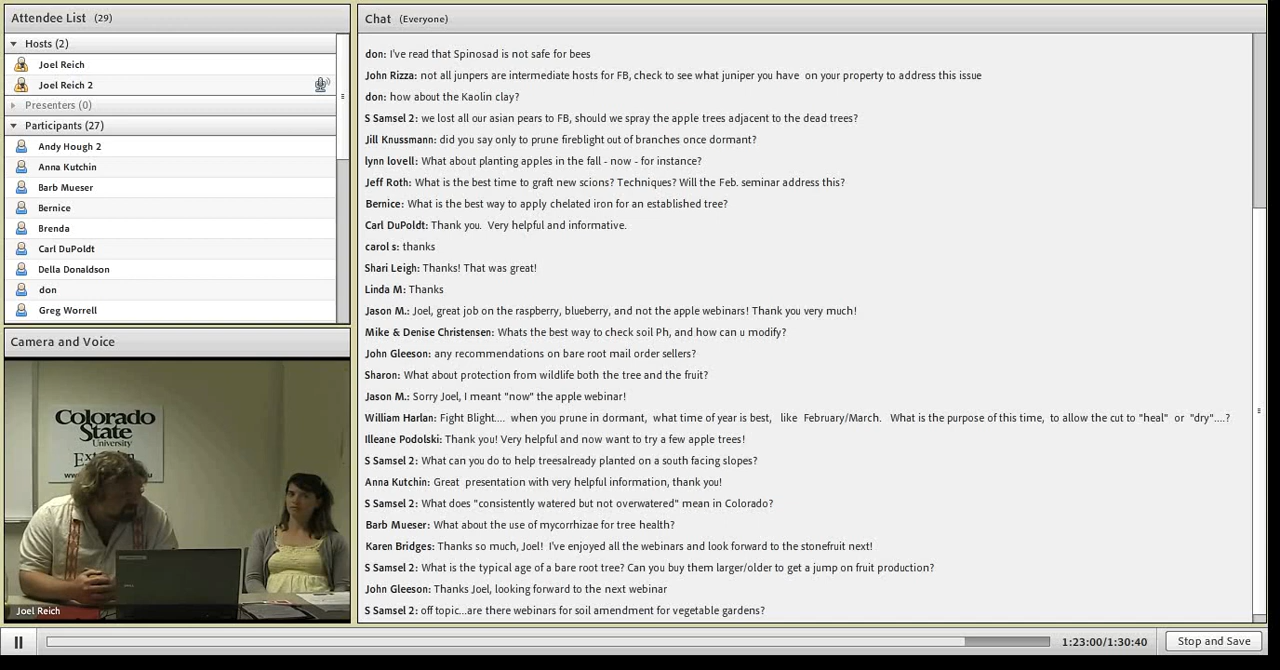 Attendee List (29)
Hosts (2)
Joel Reich
Joel Reich 2
Presenters (0)
Participants (27)
Andy Hough 2
Anna Kutchin
Barb Mueser
Bernice
Brenda
Carl DuPoldt
Della Donaldson
don
Greg Worrell
Camera and Voice
Colorado
State
University
Joel Reich
Chat (Everyone)
don: I've read that Spinosad is not safe for bees
John Rizza: not all junpers are intermediate hosts for FB, check to see what juniper you have on your property to address this issue
don: how about the Kaolin clay?
S Samsel 2: we lost all our asian pears to FB, should we spray the apple trees adjacent to the dead trees?
Jill Knussmann: did you say only to prune fireblight out of branches once dormant?
lynn lovell: What about planting apples in the fall - now - for instance?
Jeff Roth: What is the best time to graft new scions? Techniques? Will the Feb. seminar address this?
Bernice: What is the best way to apply chelated iron for an established tree?
Carl DuPoldt: Thank you. Very helpful and informative.
carol s: thanks
Shari Leigh: Thanks! That was great!
Linda M: Thanks
Jason M.: Joel, great job on the raspberry, blueberry, and not the apple webinars! Thank you very much!
Mike & Denise Christensen: Whats the best way to check soil Ph, and how can u modify?
John Gleeson: any recommendations on bare root mail order sellers?
Sharon: What about protection from wildlife both the tree and the fruit?
Jason M.: Sorry Joel, I meant "now" the apple webinar!
William Harlan: Fight Blight.... when you prune in dormant, what time of year is best, like February/March. What is the purpose of this time, to allow the cut to "heal" or "dry"....?
Illeane Podolski: Thank you! Very helpful and now want to try a few apple trees!
S Samsel 2: What can you do to help treesalready planted on a south facing slopes?
Anna Kutchin: Great presentation with very helpful information, thank you!
S Samsel 2: What does "consistently watered but not overwatered" mean in Colorado?
Barb Mueser: What about the use of mycorrhizae for tree health?
Karen Bridges: Thanks so much, Joel! I've enjoyed all the webinars and look forward to the stonefruit next!
S Samsel 2: What is the typical age of a bare root tree? Can you buy them larger/older to get a jump on fruit production?
John Gleeson: Thanks Joel, looking forward to the next webinar
S Samsel 2: off topic...are there webinars for soil amendment for vegetable gardens?
1:23:00/1:30:40
Stop and Save